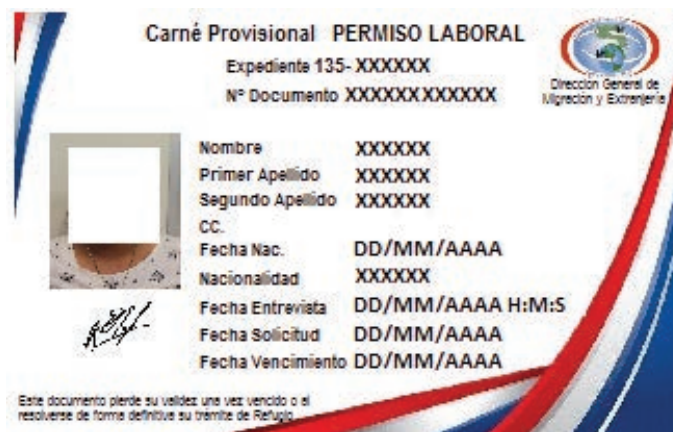 Carné Provisional PERMISO LABORAL
Expediente 135- XXXXXX
Nº Documento XXXXXX XXXXXX
Dirección General de
Migración y Extranjería
Nombre XXXXXX
Primer Apellido XXXXXX
Segundo Apellido XXXXXX
CC.
Fecha Nac. DD/MM/AAAA
Nacionalidad XXXXXX
Fecha Entrevista DD/MM/AAAA H:M:S
Fecha Solicitud DD/MM/AAAA
Fecha Vencimiento DD/MM/AAAA
Este documento pierde su validez una vez vencido o al
resolverse de forma definitiva su trámite de Refugio